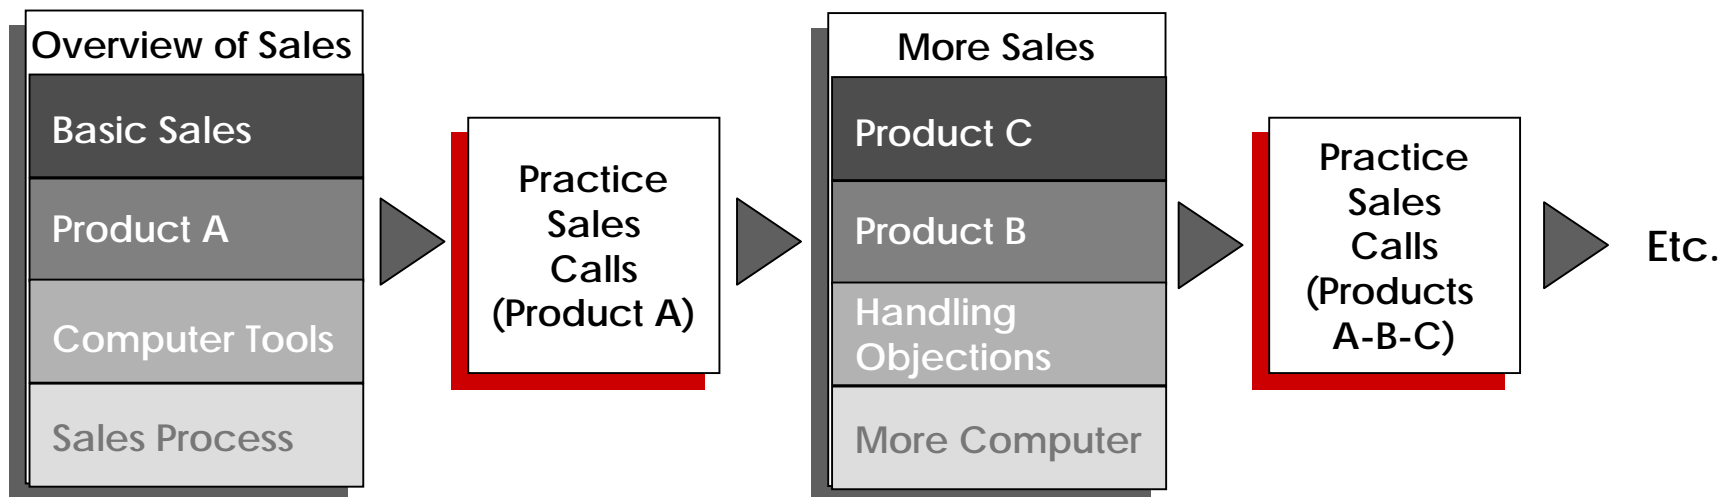 Overview of Sales
Basic Sales
Product A
Computer Tools
Sales Process
Practice
Sales
Calls
(Product A)
More Sales
Product C
Product B
Handling
Objections
More Computer
Practice
Sales
Calls
(Products
A-B-C)
Etc.